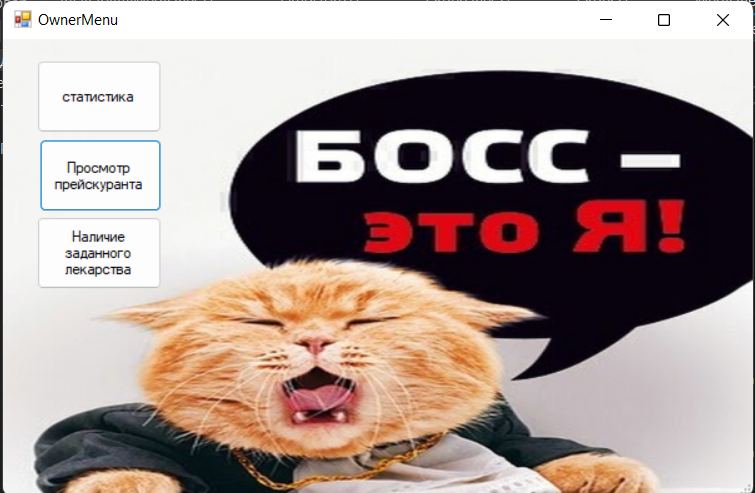 OwnerMenu
статистика
Просмотр
прейскуранта
Наличие
заданного
лекарства
БОСС –
это Я!